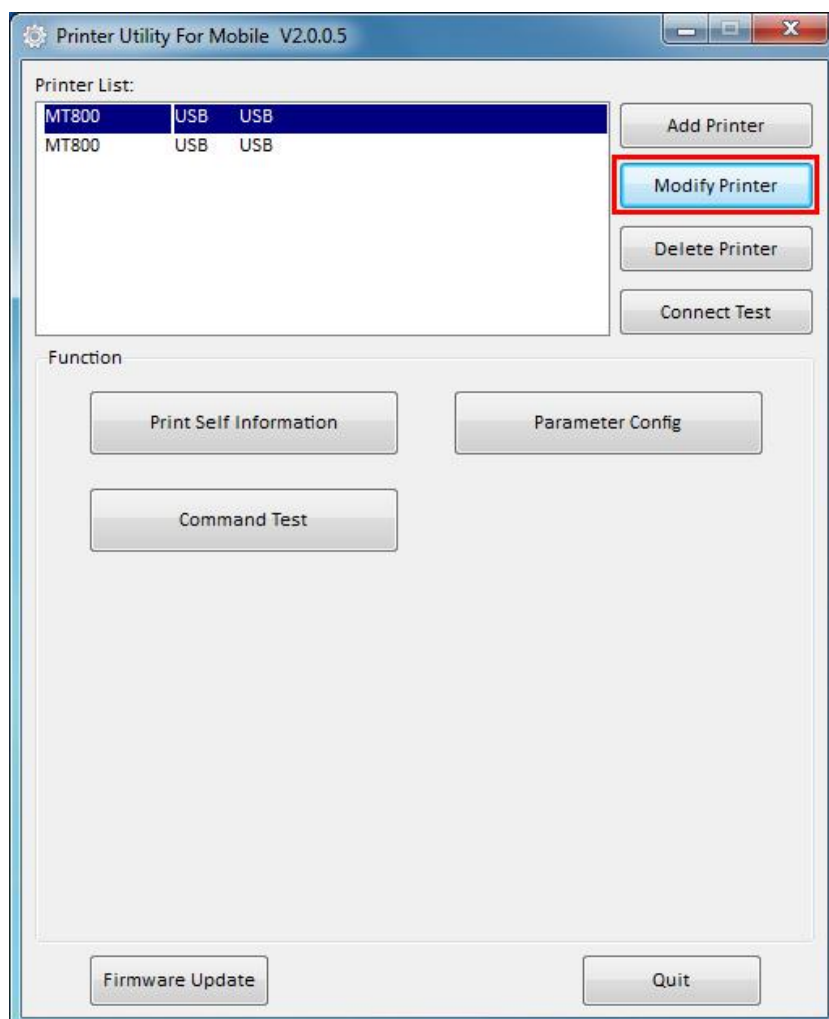 Printer Utility For Mobile V2.0.0.5
Printer List:
MT800 USB USB
MT800 USB USB
Add Printer
Modify Printer
Delete Printer
Connect Test
Function
Print Self Information
Parameter Config
Command Test
Firmware Update
Quit